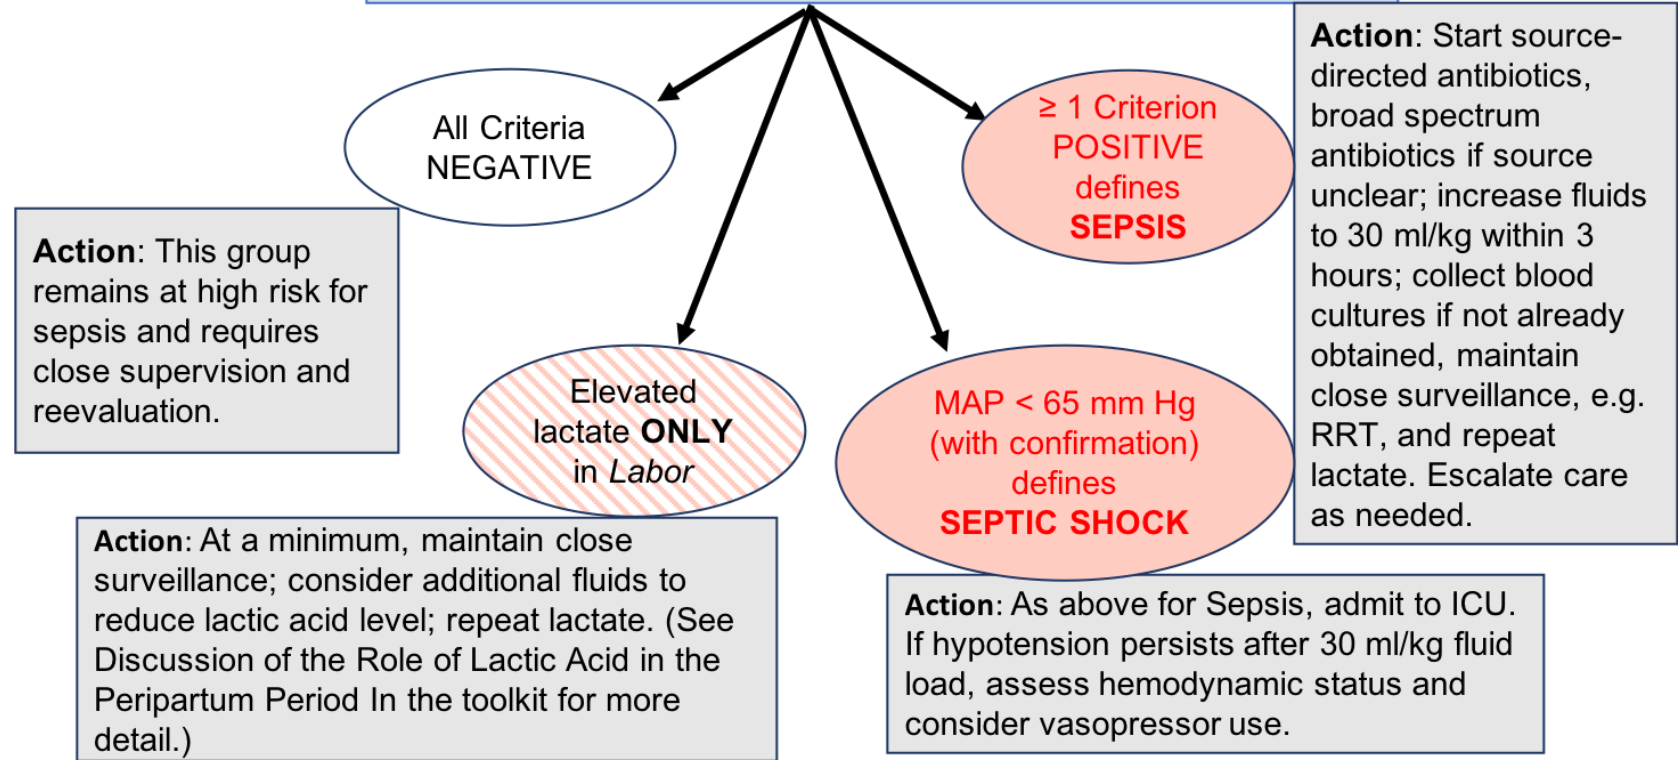 All Criteria
NEGATIVE
≥ 1 Criterion
POSITIVE
defines
SEPSIS
Action: Start source-
directed antibiotics,
broad spectrum
antibiotics if source
unclear; increase fluids
to 30 ml/kg within 3
hours; collect blood
cultures if not already
obtained, maintain
close surveillance, e.g.
RRT, and repeat
lactate. Escalate care
as needed.
Action: This group
remains at high risk for
sepsis and requires
close supervision and
reevaluation.
Elevated
lactate ONLY
in Labor
MAP < 65 mm Hg
(with confirmation)
defines
SEPTIC SHOCK
Action: At a minimum, maintain close
surveillance; consider additional fluids to
reduce lactic acid level; repeat lactate. (See
Discussion of the Role of Lactic Acid in the
Peripartum Period In the toolkit for more
detail.)
Action: As above for Sepsis, admit to ICU.
If hypotension persists after 30 ml/kg fluid
load, assess hemodynamic status and
consider vasopressor use.